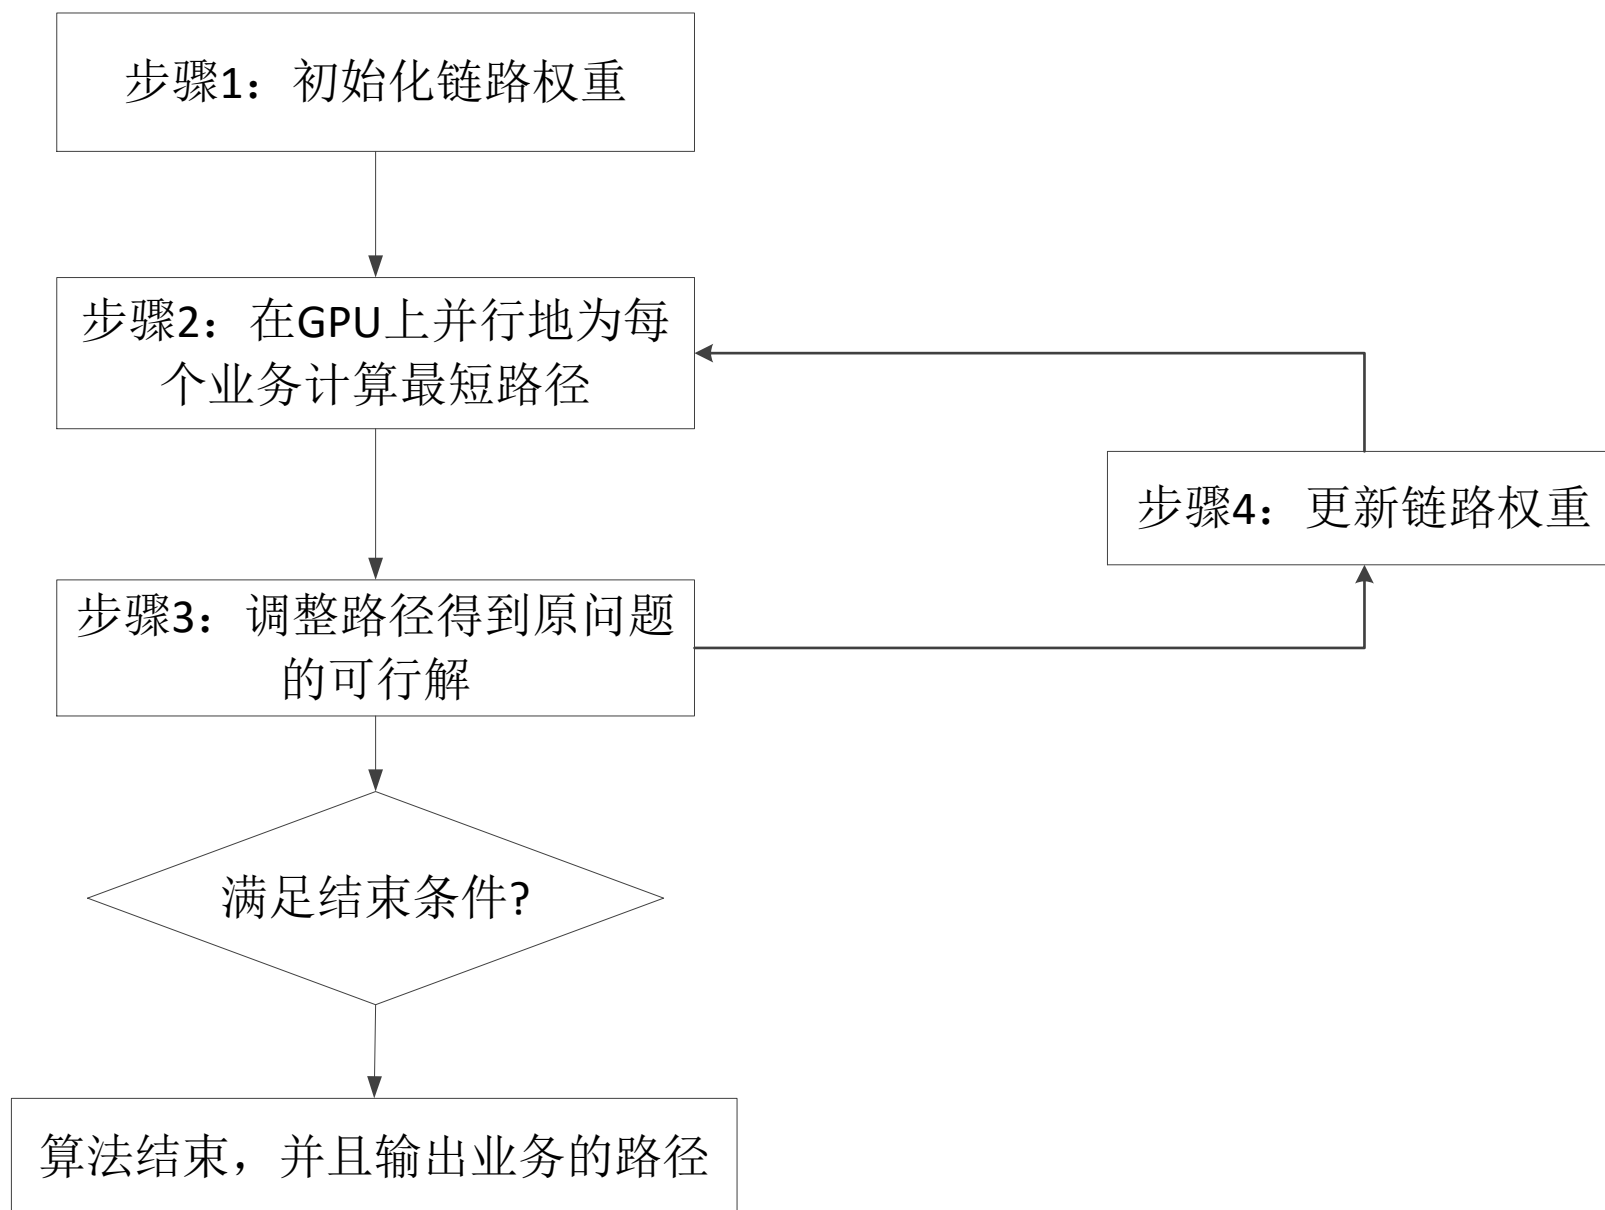 步骤1：初始化链路权重
步骤2：在GPU上并行地为每
个业务计算最短路径
步骤4：更新链路权重
步骤3：调整路径得到原问题
的可行解
满足结束条件?
算法结束，并且输出业务的路径